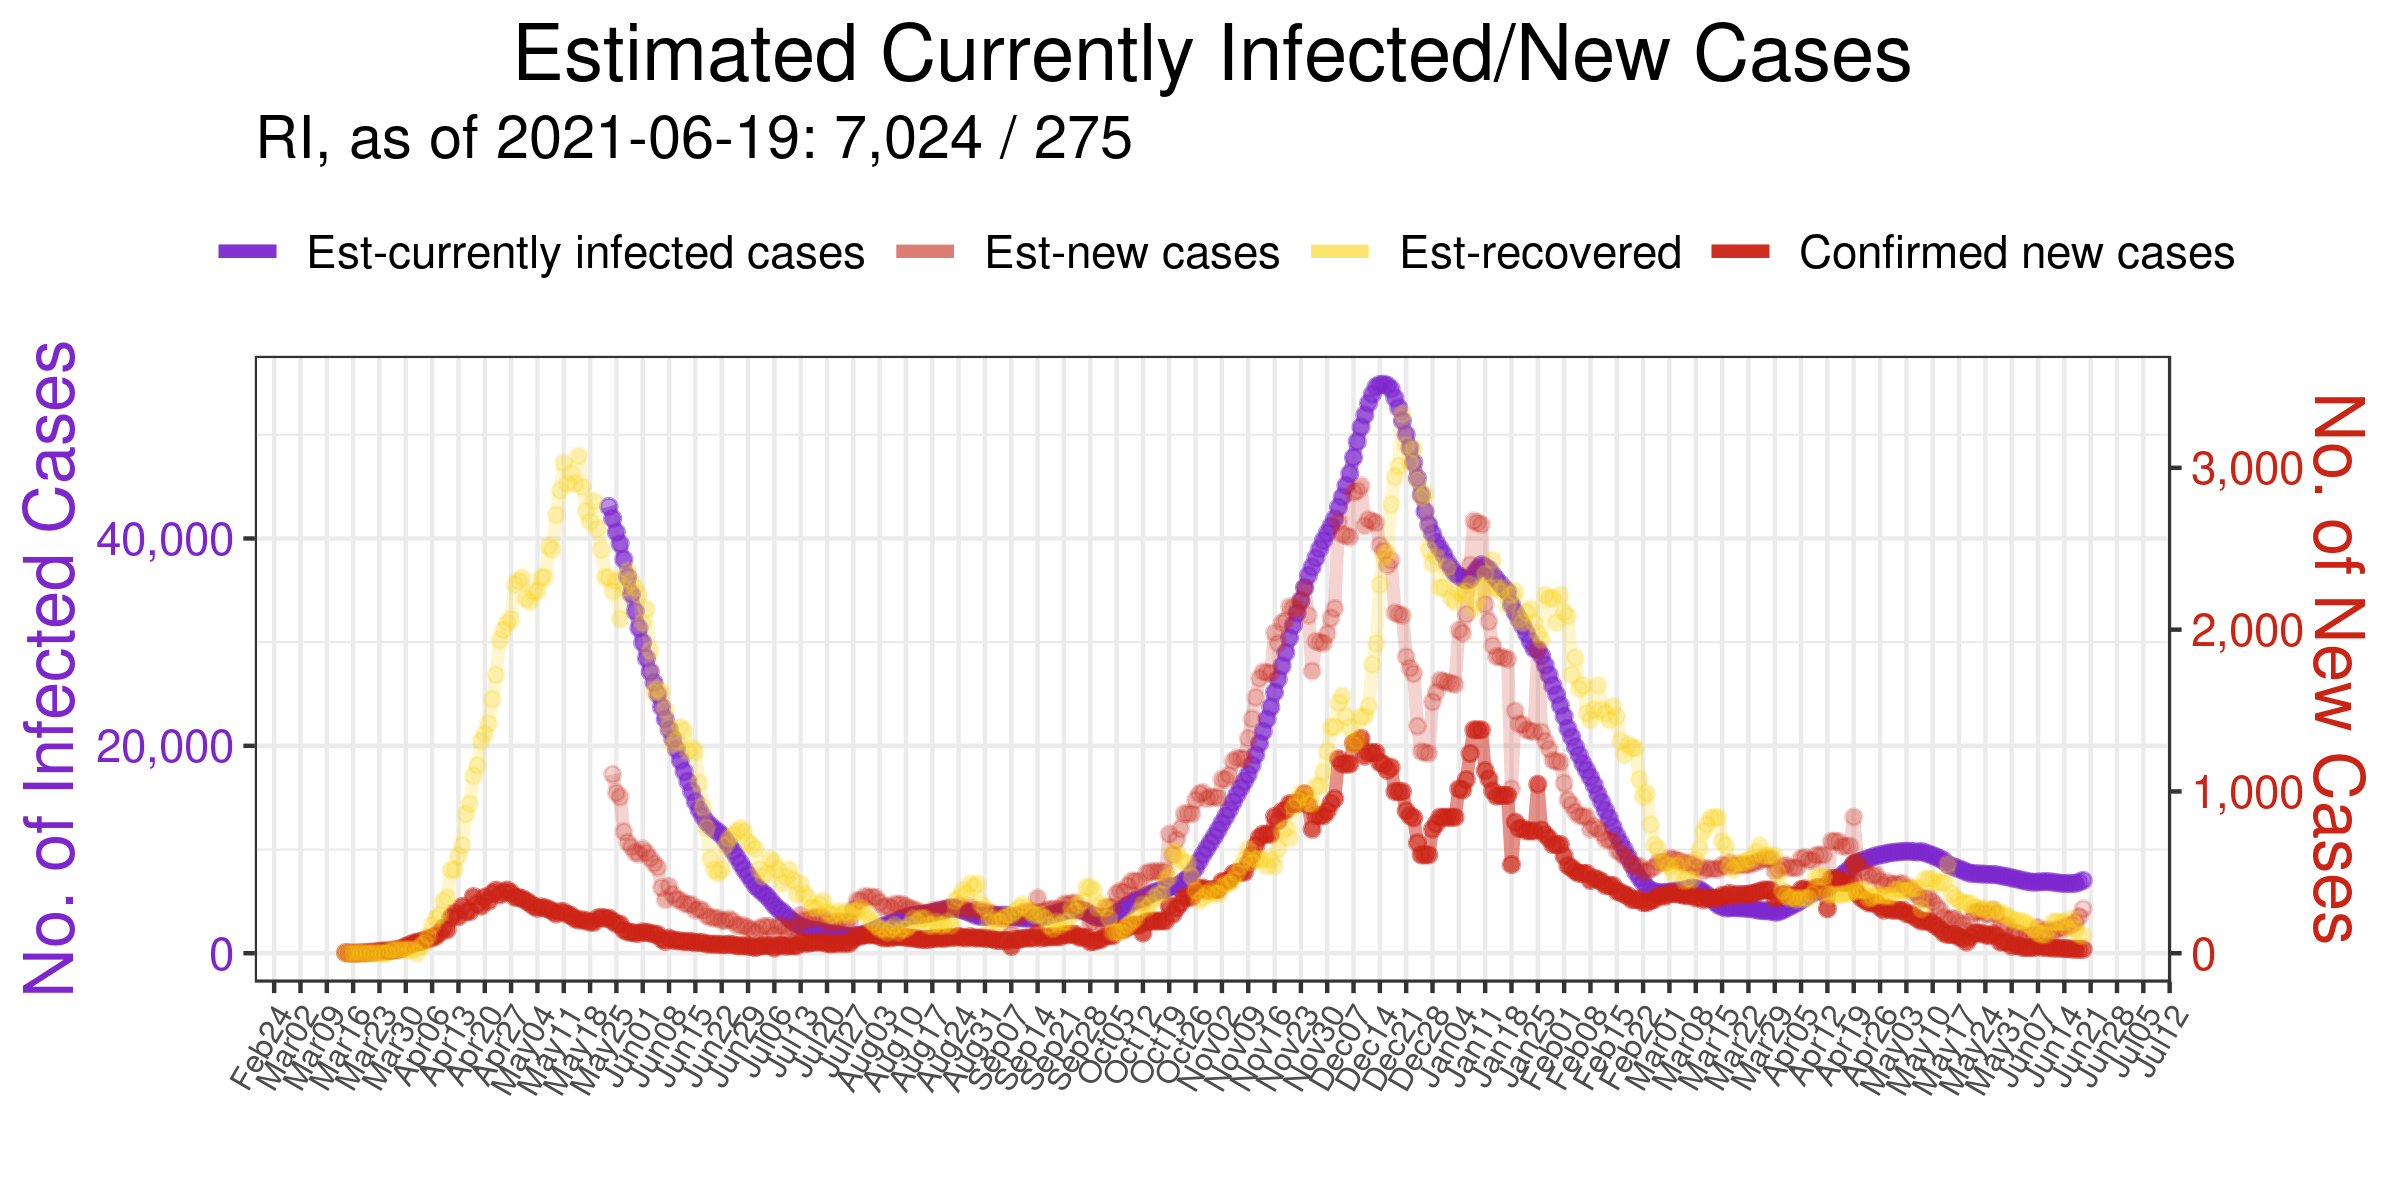 Estimated Currently Infected/New Cases
RI, as of 2021-06-19: 7,024 / 275
Est-currently infected cases
Est-new cases
Est-recovered
Confirmed new cases
No. of Infected Cases
40,000
20,000
0
3,000
2,000
1,000
0
No. of New Cases
Feb24
Mar02
Mar09
Mar16
Mar23
Mar30
Apr06
Apr13
Apr20
Apr27
May04
May11
May18
May25
Jun01
Jun08
Jun15
Jun22
Jun29
Jul06
Jul13
Jul20
Jul27
Aug03
Aug10
Aug17
Aug24
Aug31
Sep07
Sep14
Sep21
Sep28
Oct05
Oct12
Oct19
Oct26
Nov02
Nov09
Nov16
Nov23
Nov30
Dec07
Dec14
Dec21
Dec28
Jan04
Jan11
Jan18
Jan25
Feb01
Feb08
Feb15
Feb22
Mar01
Mar08
Mar15
Mar22
Mar29
Apr05
Apr12
Apr19
Apr26
May03
May10
May17
May24
May31
Jun07
Jun14
Jun21
Jun28
Jul05
Jul12